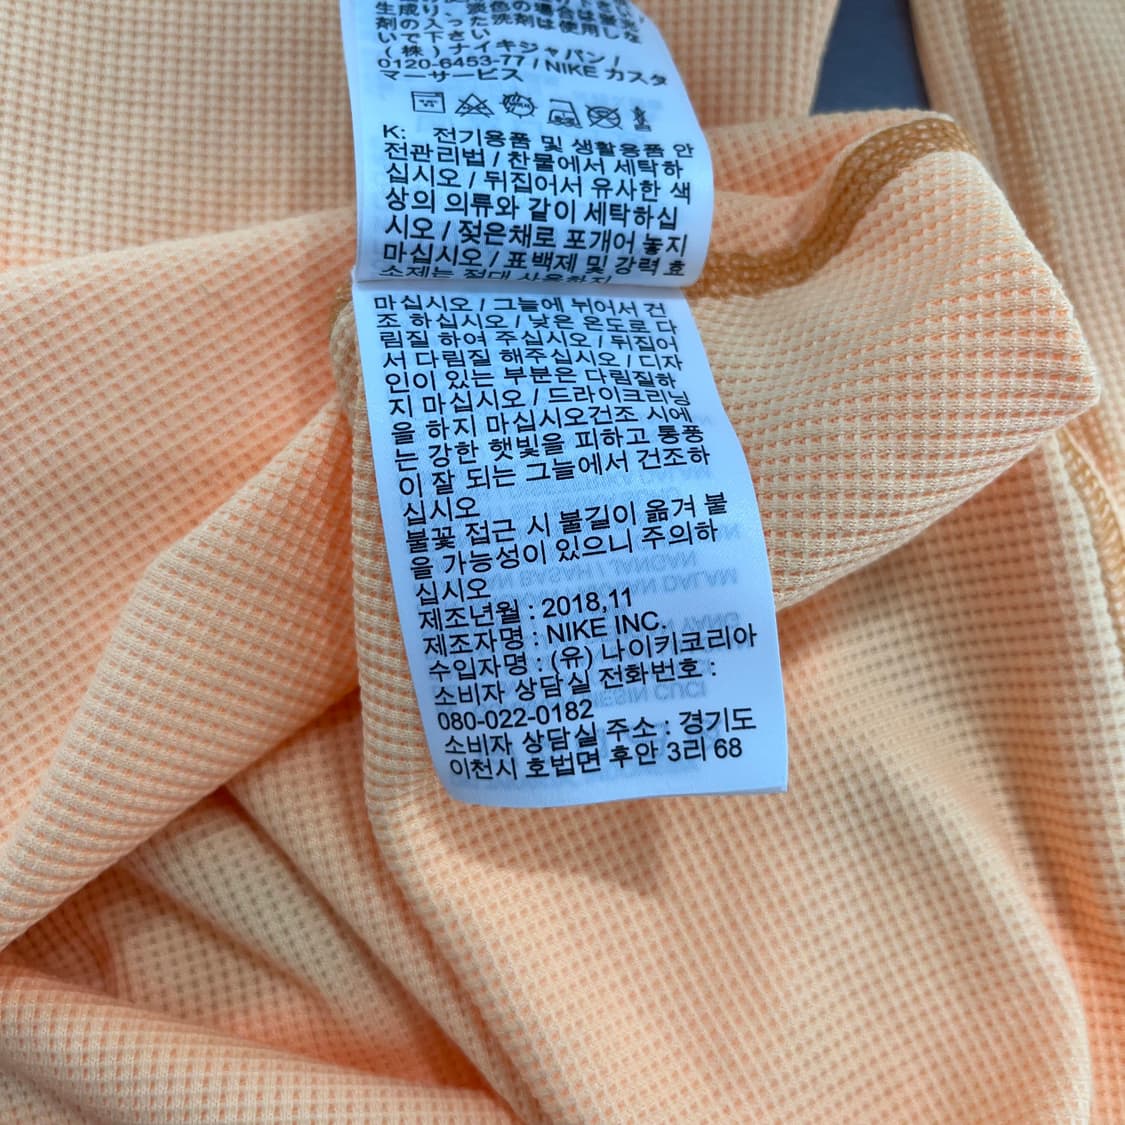 生成り、淡色の場合は蛍光
剤の入った洗剤は使用しな
いで下さい
(株)ナイキジャパン/
0120-6453-77/NIKE カスタ
マーサービス
K: 전기용품 및 생활용품 안
전관리법 / 찬물에서 세탁하
십시오 / 뒤집어서 유사한 색
상의 의류와 같이 세탁하십
시오 / 젖은채로 포개어 놓지
마십시오 / 표백제 및 강력 효
소제는 절대 사용하지
마십시오 / 그늘에 뉘어서 건
조 하십시오 / 낮은 온도로 다
림질 하여 주십시오 / 뒤집어
서 다림질 해주십시오 / 디자
인이 있는 부분은 다림질하
지 마십시오 / 드라이크리닝
을 하지 마십시오건조 시에
는 강한 햇빛을 피하고 통풍
이 잘 되는 그늘에서 건조하
십시오
불꽃 접근 시 불길이 옮겨 붙
을 가능성이 있으니 주의하
십시오
제조년월 : 2018,11
제조자명 : NIKE INC.
수입자명 : (유) 나이키코리아
소비자 상담실 전화번호 :
080-022-0182
소비자 상담실 주소 : 경기도
이천시 호법면 후안 3리 68